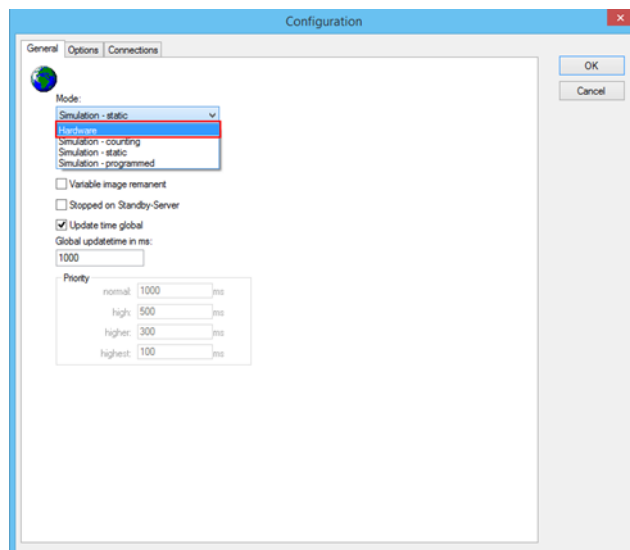 Configuration
General Options Connections
OK
Cancel
Mode:
Simulation - static
Hardware
Simulation - counting
Simulation - static
Simulation - programmed
Variable image remanent
Stopped on Standby-Server
Update time global
Global updatetime in ms:
1000
Priority
normal: 1000 ms
high: 500 ms
higher: 300 ms
highest: 100 ms